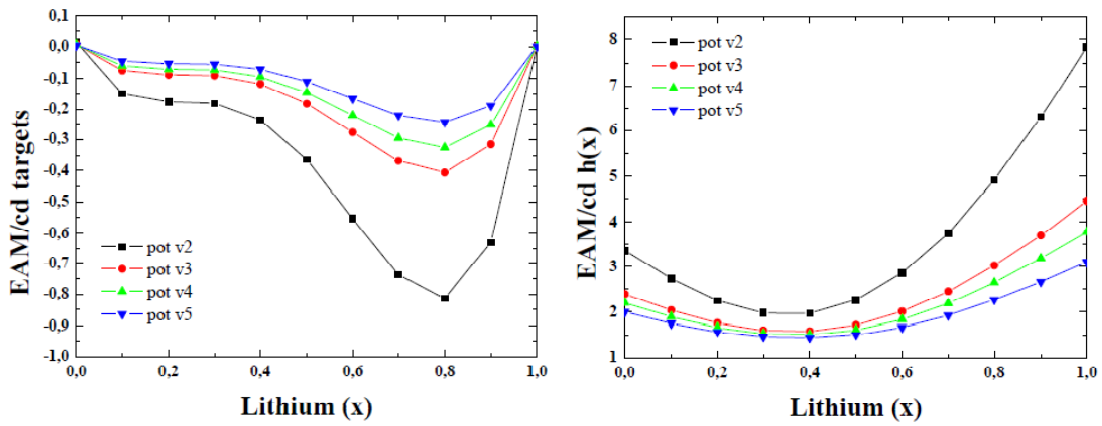 EAM/cd targets
0,0
-0,1
-0,2
-0,3
-0,4
-0,5
-0,6
-0,7
-0,8
-0,9
-1,0
pot v2
pot v3
pot v4
pot v5
0,0 0,2 0,4 0,6 0,8 1,0
Lithium (x)
EAM/cd h(x)
8
7
6
5
4
3
2
1
pot v2
pot v3
pot v4
pot v5
0,0 0,2 0,4 0,6 0,8 1,0
Lithium (x)